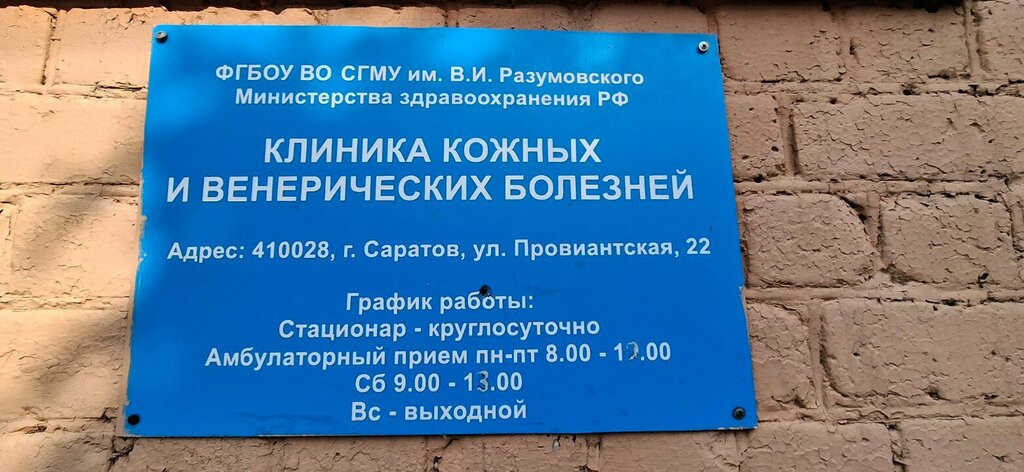 ФГБОУ ВО СГМУ им. В.И. Разумовского
Министерства здравоохранения РФ
КЛИНИКА КОЖНЫХ
И ВЕНЕРИЧЕСКИХ БОЛЕЗНЕЙ
Адрес: 410028, г. Саратов, ул. Провиантская, 22
График работы:
Стационар - круглосуточно
Амбулаторный прием пн-пт 8.00 -
Сб 9.00 - 13.00
Вс - выходной